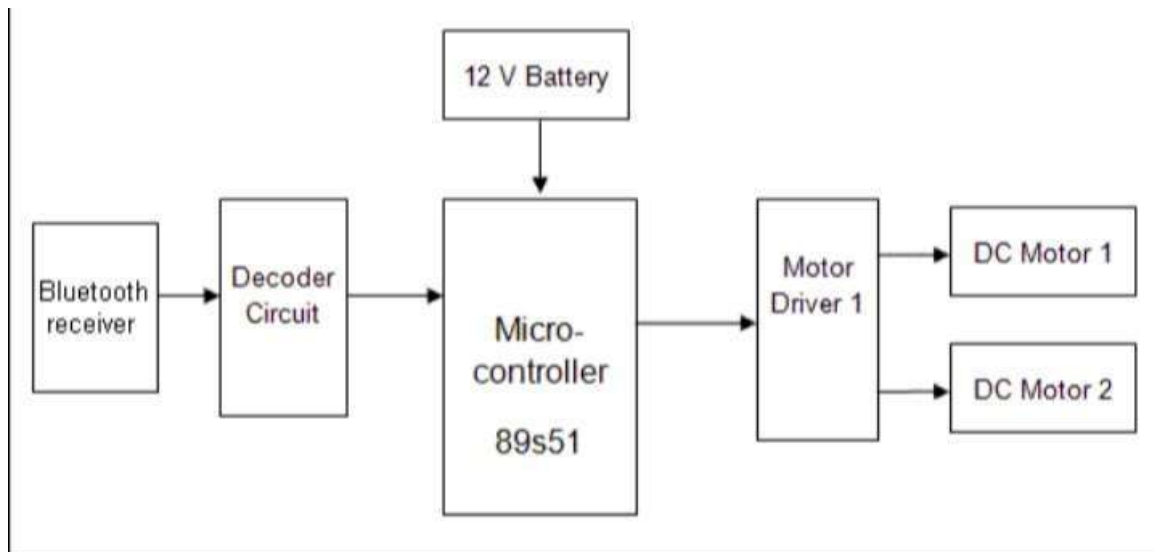 12 V Battery
Bluetooth
receiver
Decoder
Circuit
Micro-
controller
89s51
Motor
Driver 1
DC Motor 1
DC Motor 2